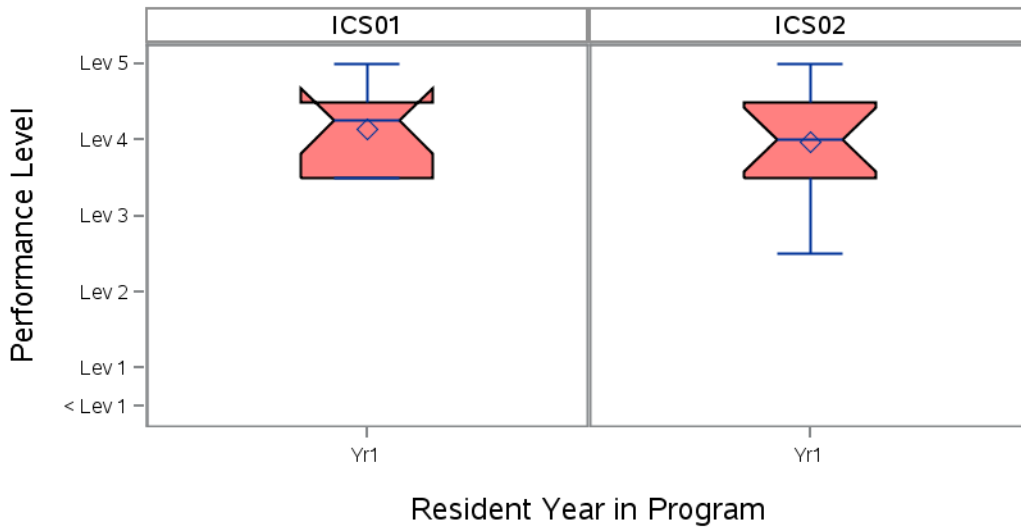 ICS01
ICS02
Performance Level
Lev 5
Lev 4
Lev 3
Lev 2
Lev 1
< Lev 1
Yr1
Yr1
Resident Year in Program